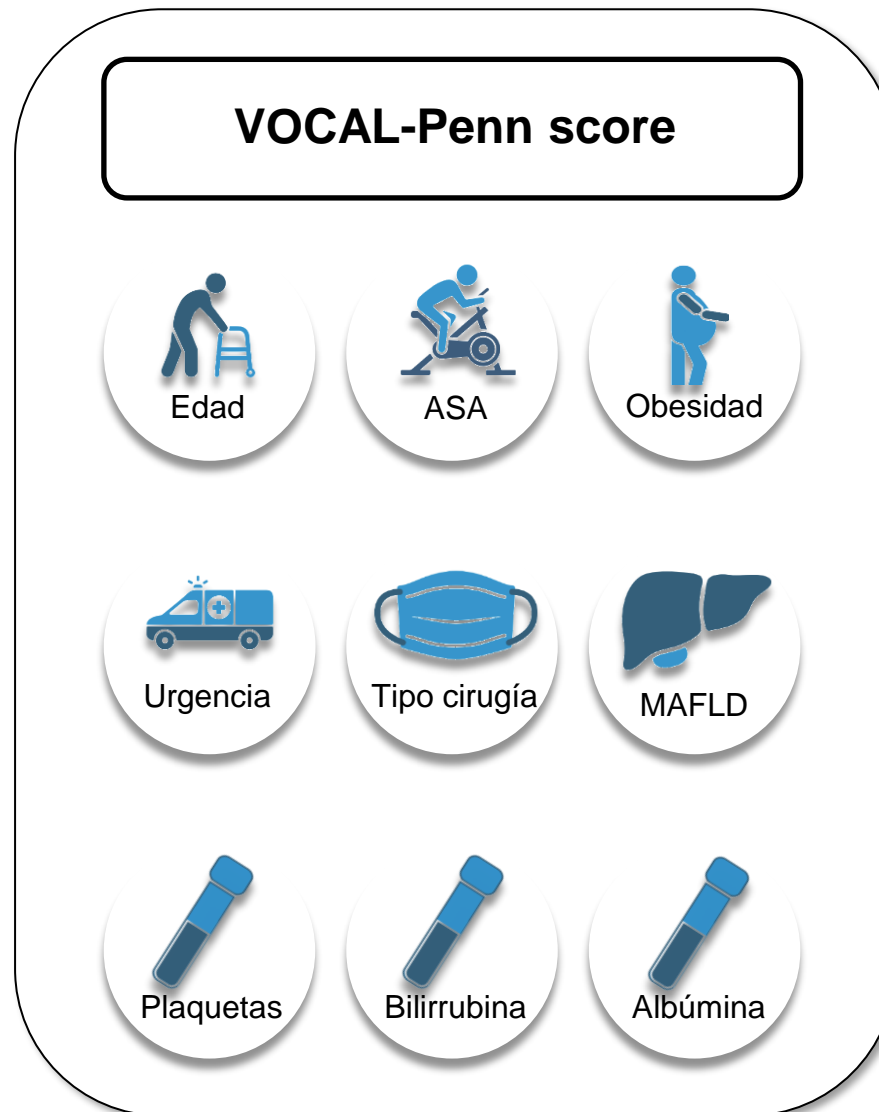 VOCAL-Penn score
Edad
ASA
Obesidad
Urgencia
Tipo cirugía
MAFLD
Plaquetas
Bilirrubina
Albúmina